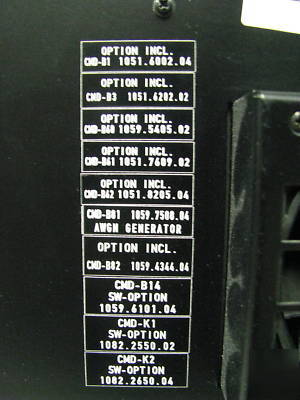 OPTION INCL.
CMD-B1 1051.6002.04
OPTION INCL.
CMD-B3 1051.6202.02
OPTION INCL.
CMD-B60 1059.5405.02
OPTION INCL.
CMD-B61 1051.7609.02
OPTION INCL.
CMD-B62 1051.8205.04
CMD-B81 1059.7500.04
AWGN GENERATOR
OPTION INCL.
CMD-B82 1059.4344.04
CMD-B14
SW-OPTION
1059.6101.04
CMD-K1
SW-OPTION
1082.2550.02
CMD-K2
SW-OPTION
1082.2650.04